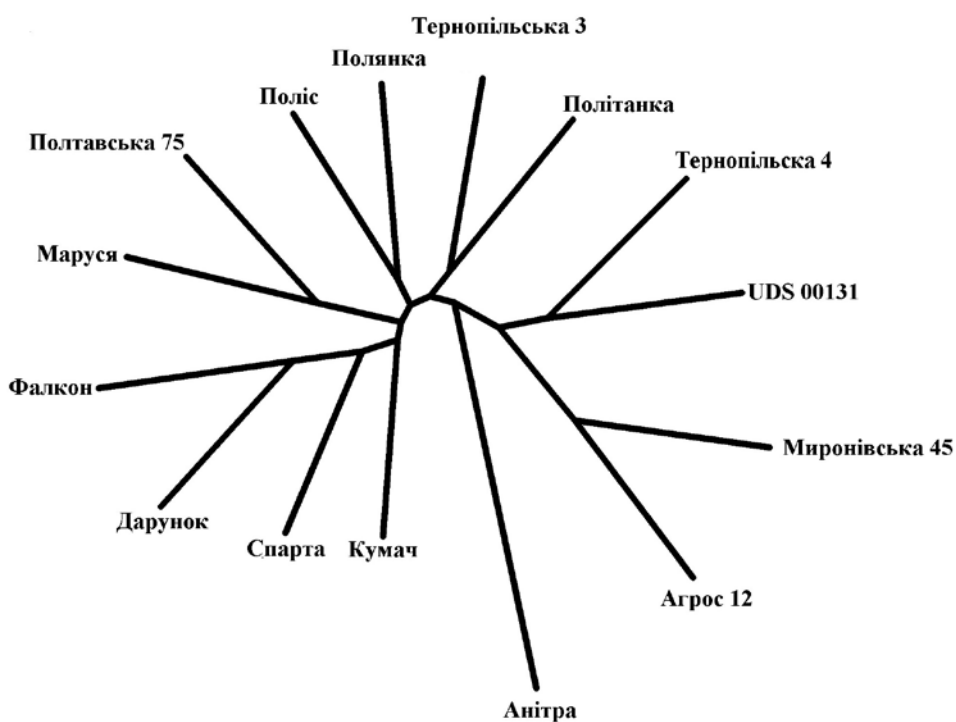 Тернопільська 3
Полянка
Поліс
Політанка
Полтавська 75
Тернопільска 4
Маруся
UDS 00131
Фалкон
Миронівська 45
Дарунок
Спарта
Кумач
Агрос 12
Анітра